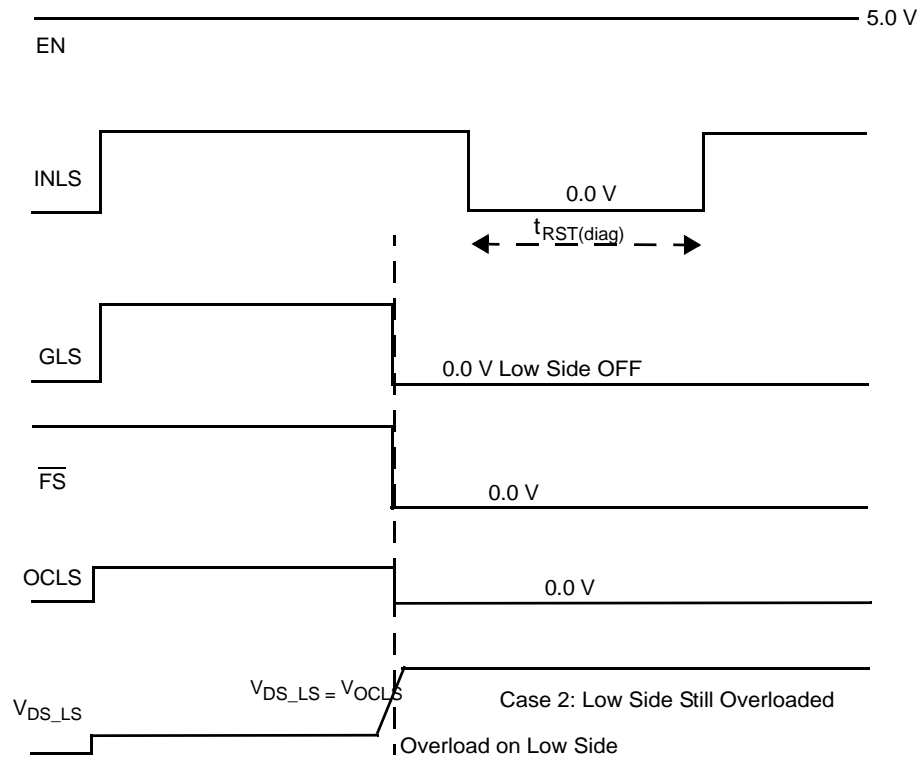 5.0 V
EN
INLS
0.0 V
tRST(diag)
GLS
0.0 V Low Side OFF
FS
0.0 V
OCLS
0.0 V
VDS_LS = VOCLS
Case 2: Low Side Still Overloaded
VDS_LS
Overload on Low Side